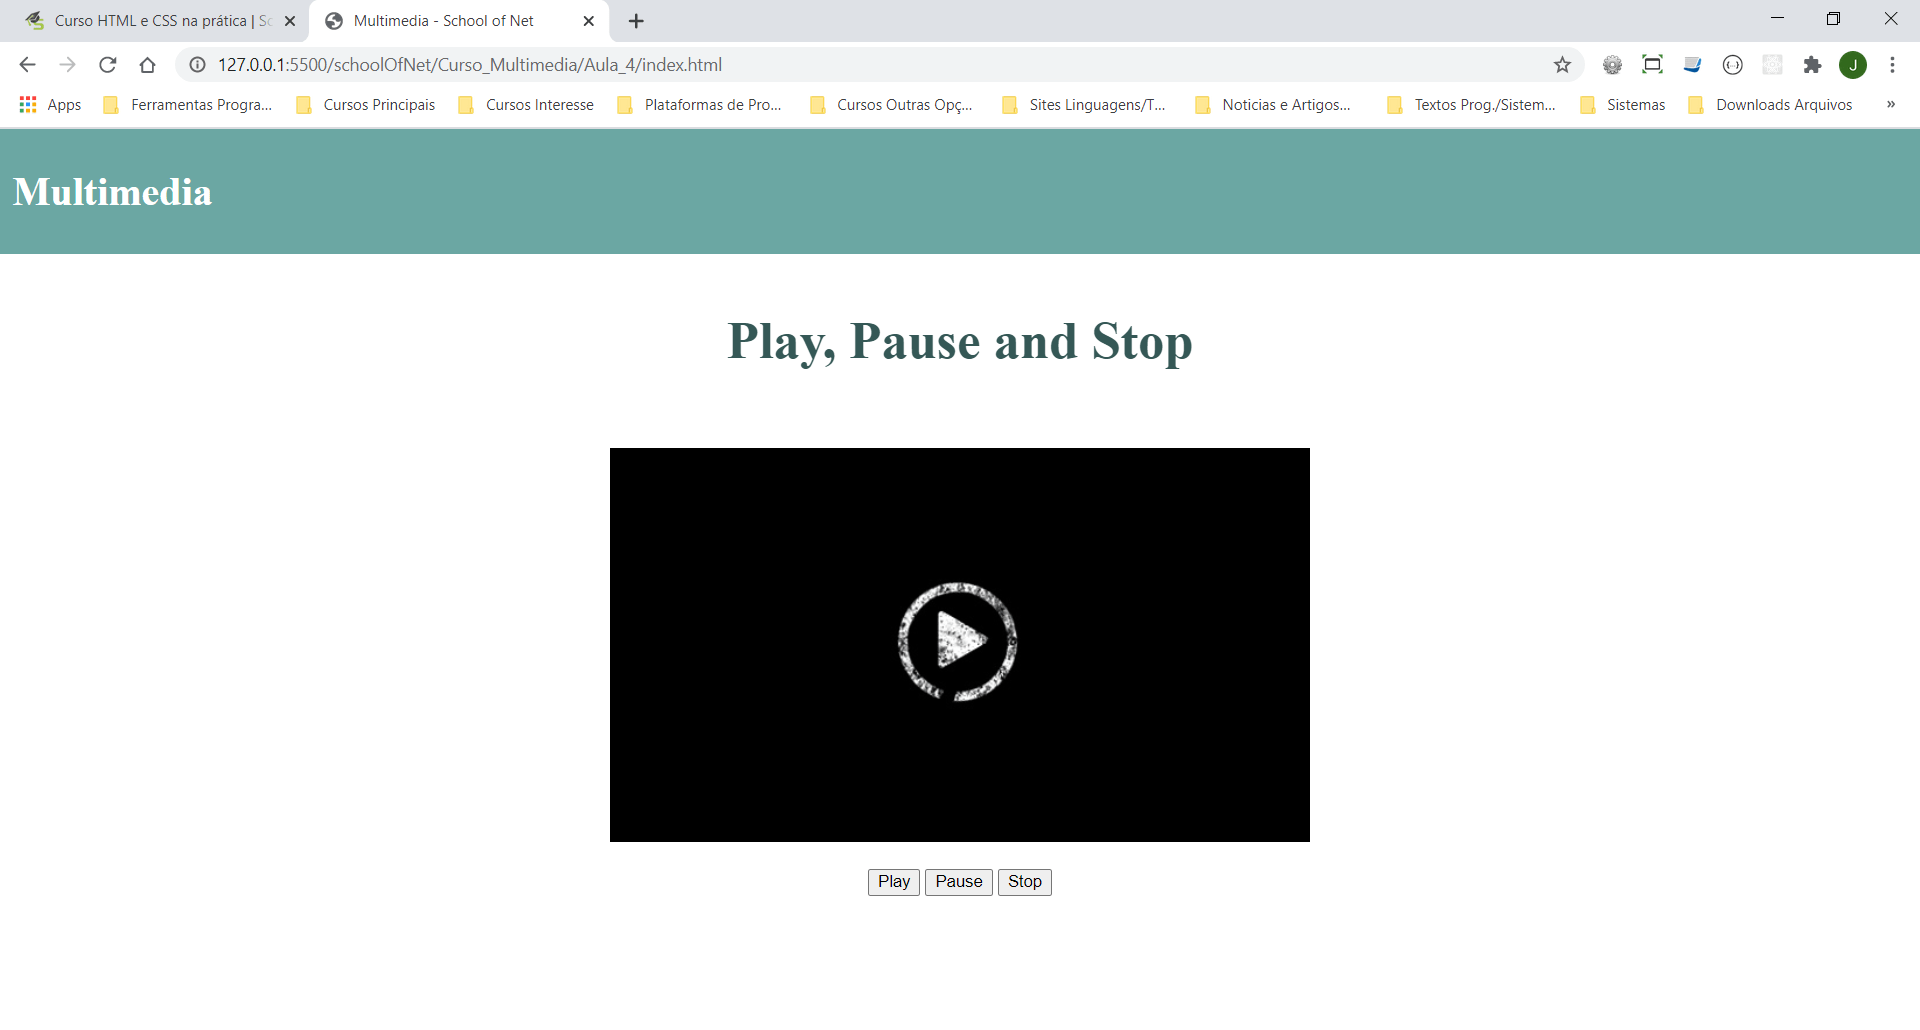 Curso HTML e CSS na prática | Sc
Multimedia - School of Net
127.0.0.1:5500/schoolOfNet/Curso_Multimedia/Aula_4/index.html
J
Apps
Ferramentas Progra...
Cursos Principais
Cursos Interesse
Plataformas de Pro...
Cursos Outras Opç...
Sites Linguagens/T...
Noticias e Artigos...
Textos Prog./Sistem...
Sistemas
Downloads Arquivos
»
Multimedia
Play, Pause and Stop
Play Pause Stop